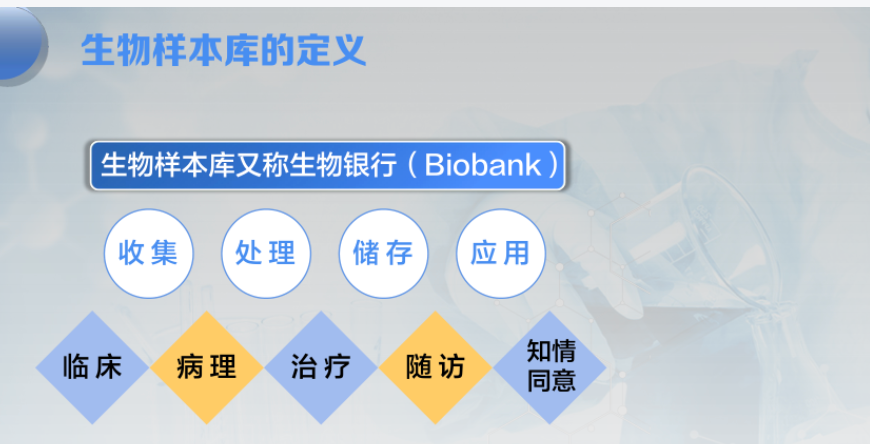 生物样本库的定义
生物样本库又称生物银行（Biobank）
收集 处理 储存 应用
临床 病理 治疗 随访 知情
同意